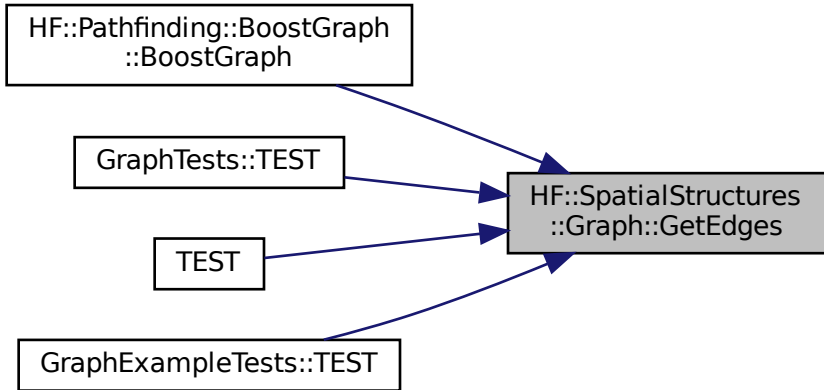 HF::Pathfinding::BoostGraph
::BoostGraph
GraphTests::TEST
HF::SpatialStructures
::Graph::GetEdges
TEST
GraphExampleTests::TEST